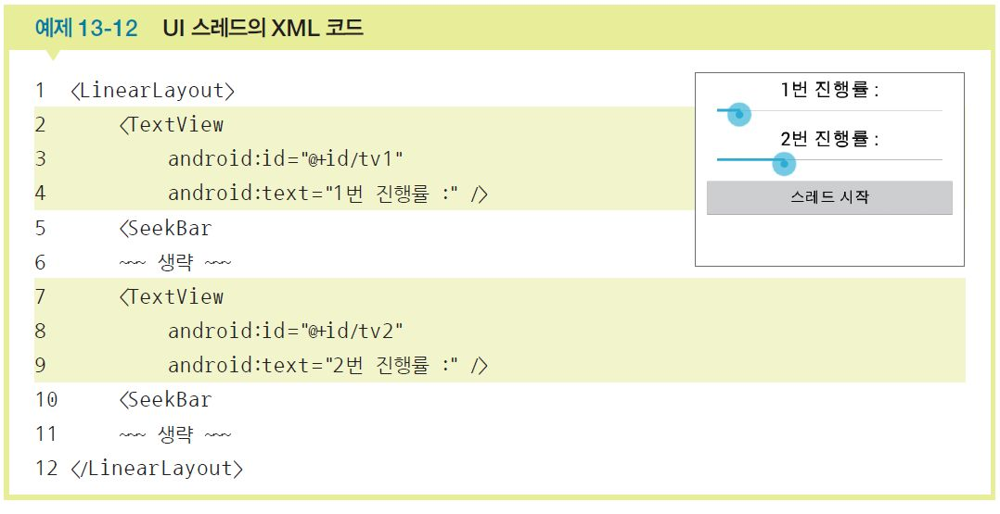 예제 13-12 UI 스레드의 XML 코드
1 <LinearLayout>
2 <TextView
3 android:id="@+id/tv1"
4 android:text="1번 진행률 :" />
5 <SeekBar
6 ~~~ 생략 ~~~
7 <TextView
8 android:id="@+id/tv2"
9 android:text="2번 진행률 :" />
10 <SeekBar
11 ~~~ 생략 ~~~
12 </LinearLayout>
1번 진행률 :
2번 진행률 :
스레드 시작